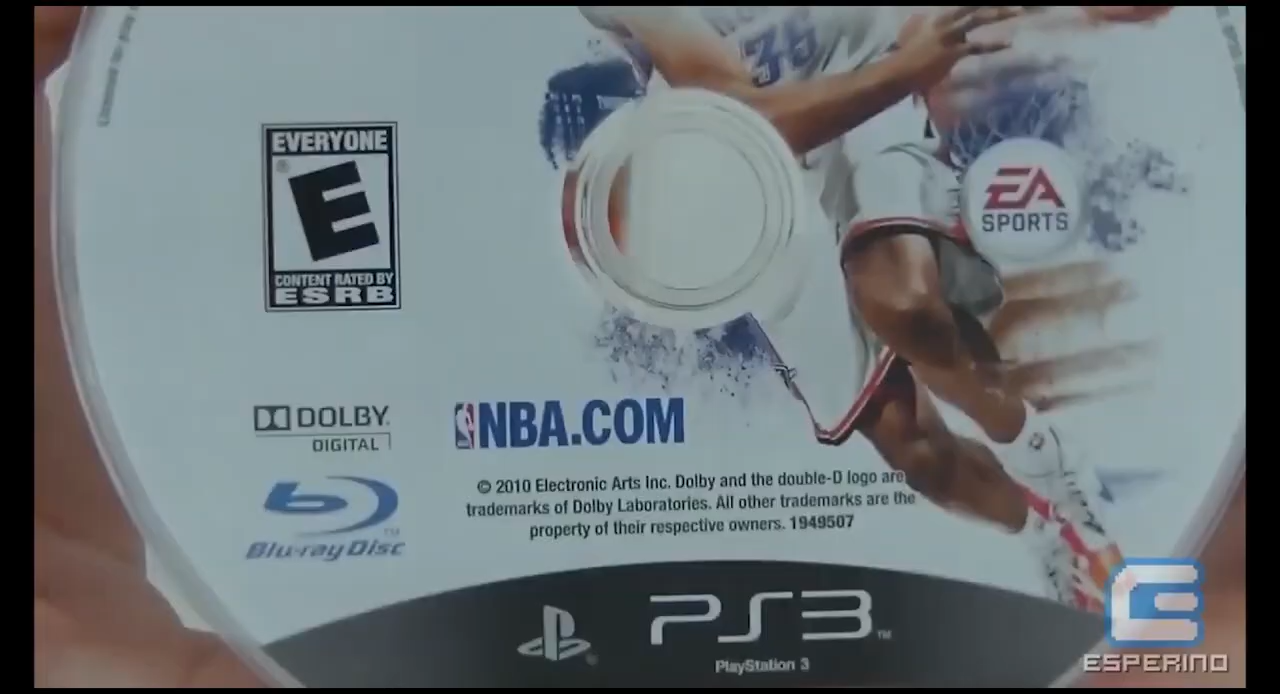 35
EVERYONE
E
®
CONTENT RATED BY
ESRB
EA
SPORTS
DOLBY
DIGITAL
NBA.COM
© 2010 Electronic Arts Inc. Dolby and the double-D logo are
trademarks of Dolby Laboratories. All other trademarks are the
property of their respective owners. 1949507
Blu-ray Disc
TM
PS3
TM
PlayStation 3
E
ESPERINO